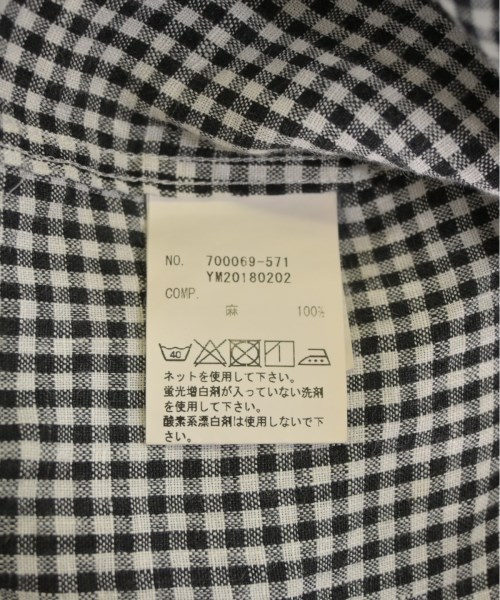 NO. 700069-571
YM20180202
COMP.
麻 100%
40
ネットを使用して下さい。
蛍光増白剤が入っていない洗剤
を使用して下さい。
酸素系漂白剤は使用しないで下
さい。